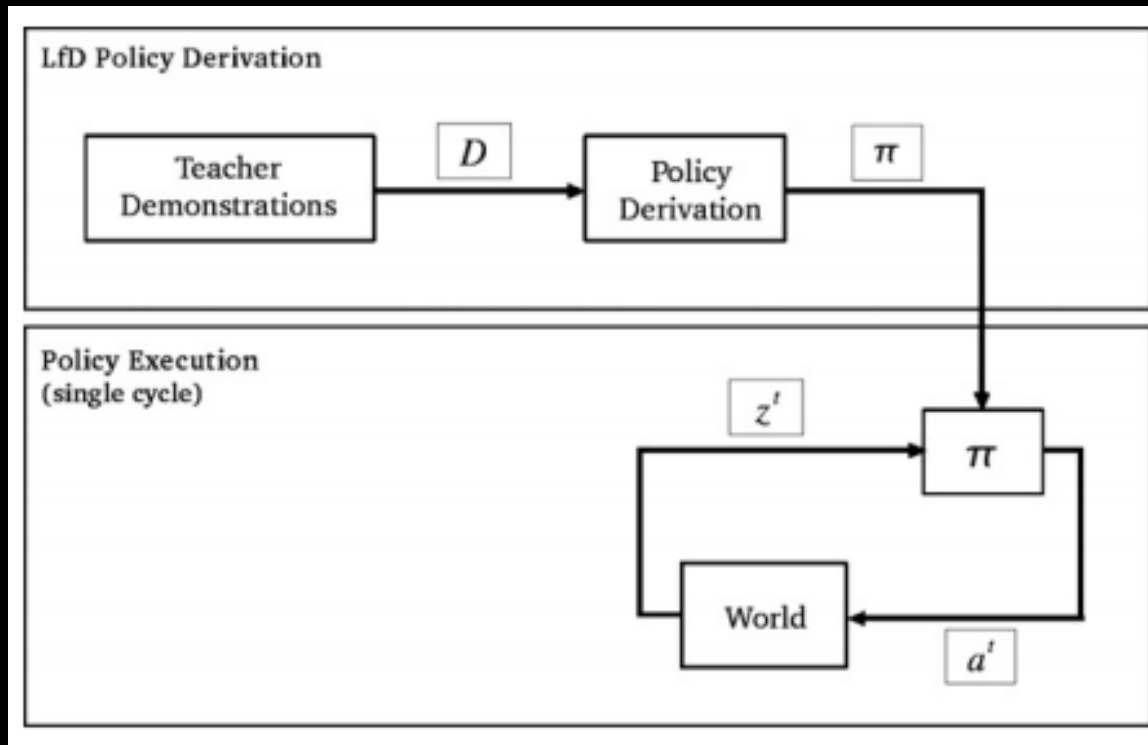 LfD Policy Derivation
Teacher
Demonstrations
D
Policy
Derivation
π
Policy Execution
(single cycle)
z^t
π
World
a^t